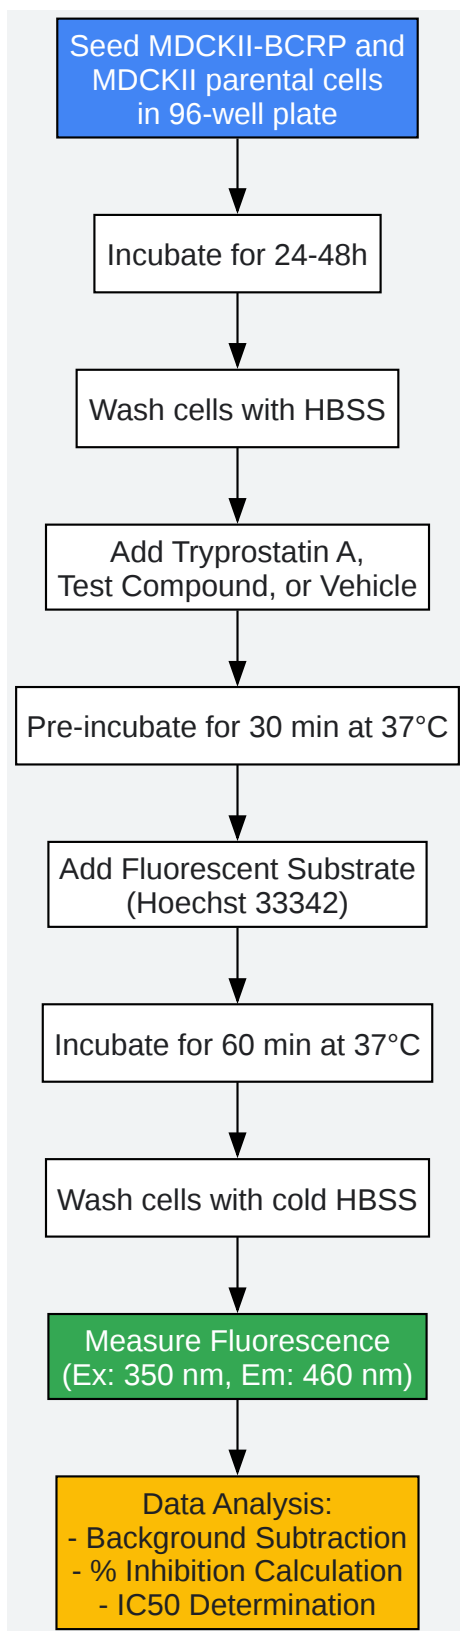 Seed MDCKII-BCRP and
MDCKII parental cells
in 96-well plate
Incubate for 24-48h
Wash cells with HBSS
Add Tryprostatin A,
Test Compound, or Vehicle
Pre-incubate for 30 min at 37°C
Add Fluorescent Substrate
(Hoechst 33342)
Incubate for 60 min at 37°C
Wash cells with cold HBSS
Measure Fluorescence
(Ex: 350 nm, Em: 460 nm)
Data Analysis:
- Background Subtraction
- % Inhibition Calculation
- IC50 Determination